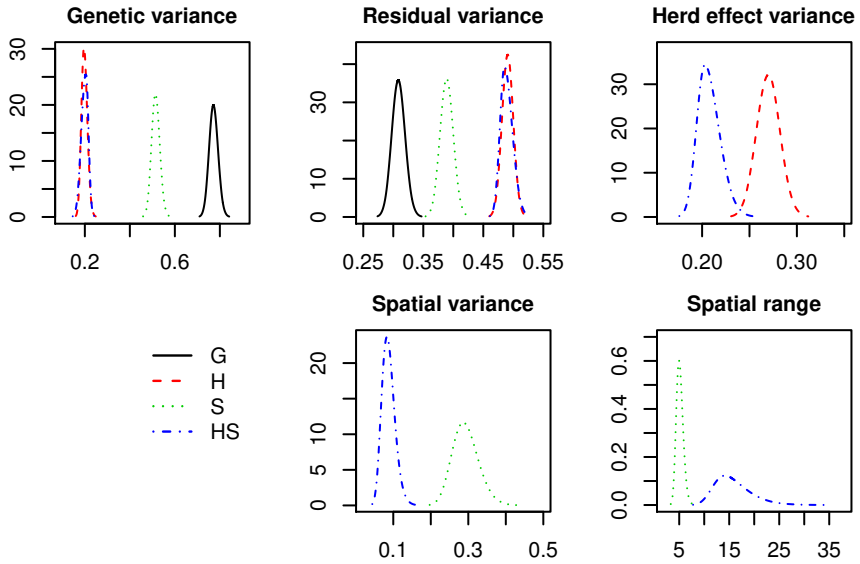 Genetic variance
30
20
10
0
0.2 0.6
Residual variance
30
10
0
0.25 0.35 0.45 0.55
Herd effect variance
30
20
10
0
0.20 0.30
G
H
S
HS
Spatial variance
20
10
5
0
0.1 0.3 0.5
Spatial range
0.6
0.4
0.2
0.0
5 15 25 35